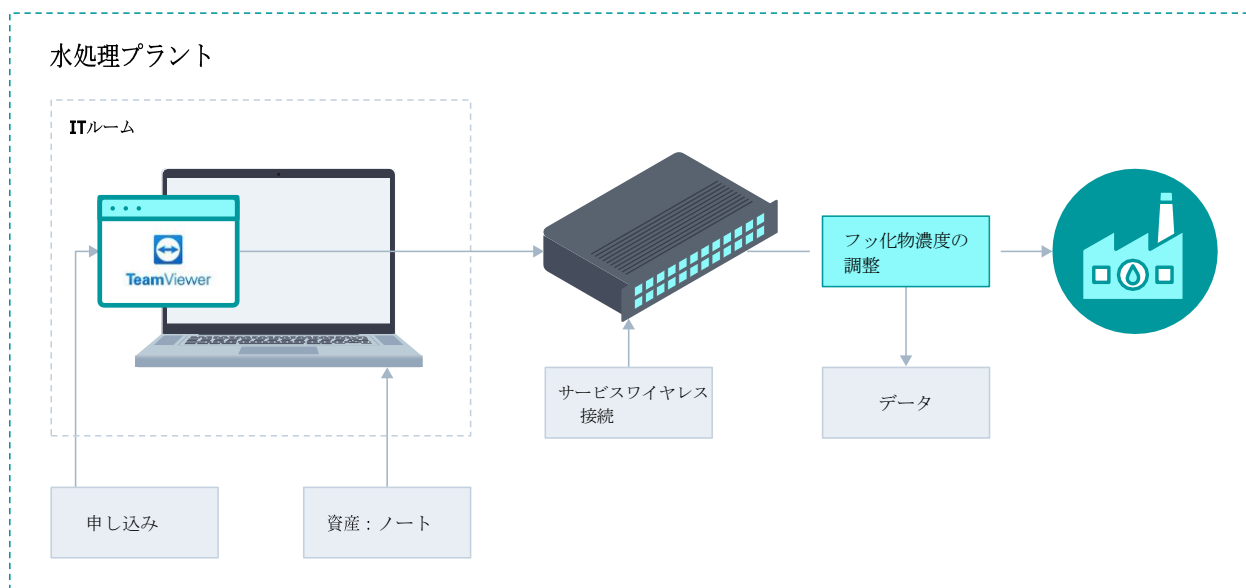 水処理プラント
ITルーム
TeamViewer
フッ化物濃度の
調整
サービスワイヤレス
接続
データ
申し込み
資産：ノート